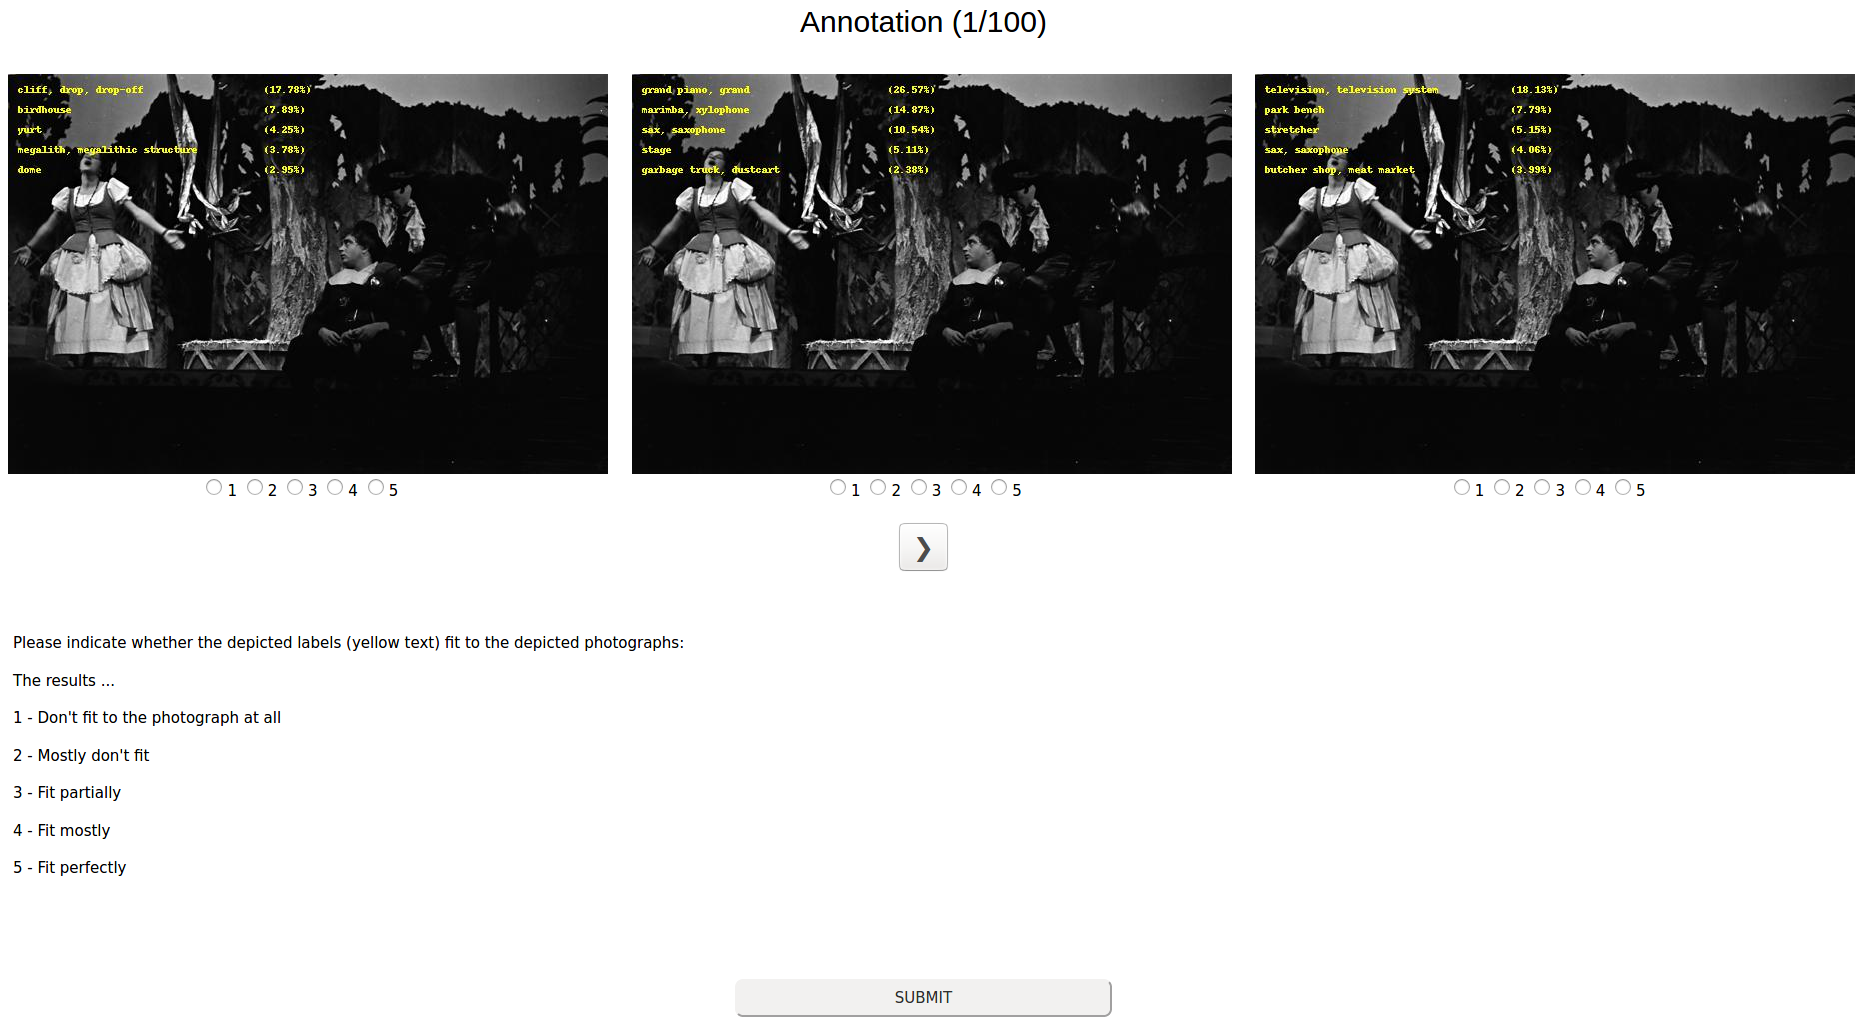 Annotation (1/100)
cliff, drop, drop-off (17.78%)
birdhouse (7.89%)
yurt (4.25%)
megalith, megalithic structure (3.78%)
dome (2.95%)
1 2 3 4 5
grand piano, grand (26.57%)
marimba, xylophone (14.87%)
sax, saxophone (10.54%)
stage (5.11%)
garbage truck, dustcart (2.38%)
1 2 3 4 5
television, television system (18.13%)
park bench (7.79%)
stretcher (5.15%)
sax, saxophone (4.06%)
butcher shop, meat market (3.99%)
1 2 3 4 5
❯
Please indicate whether the depicted labels (yellow text) fit to the depicted photographs:
The results ...
1 - Don't fit to the photograph at all
2 - Mostly don't fit
3 - Fit partially
4 - Fit mostly
5 - Fit perfectly
SUBMIT